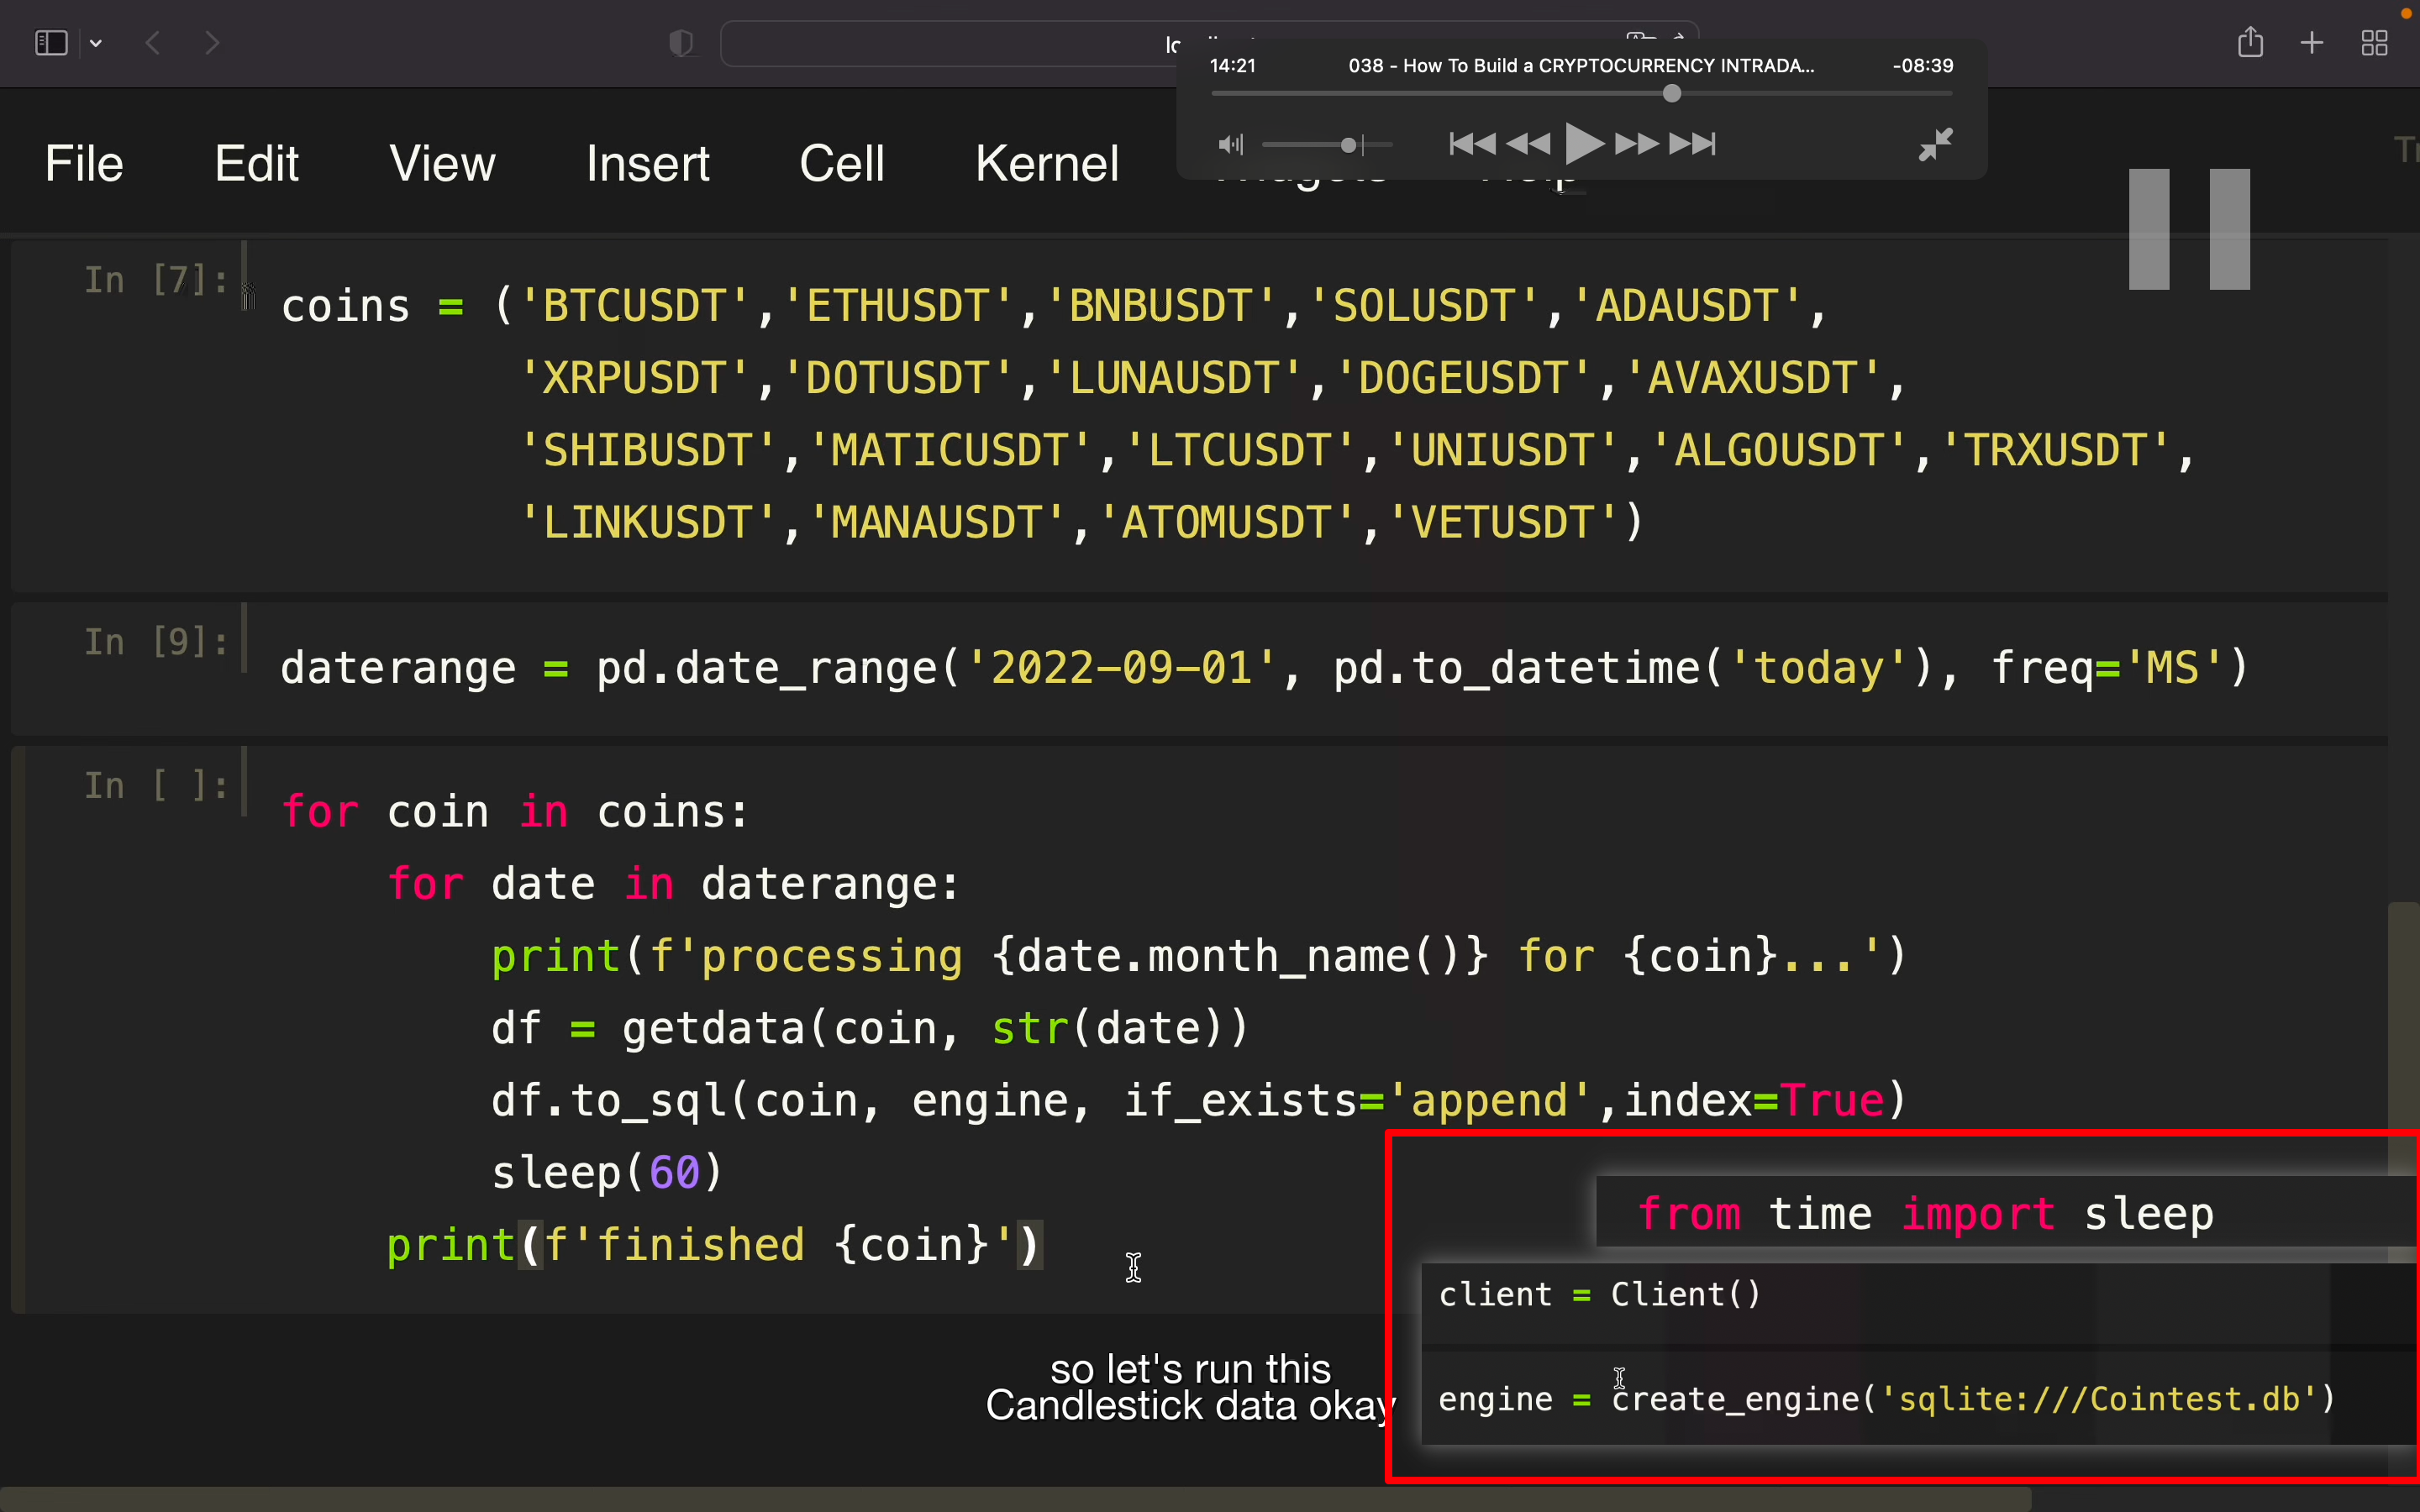 14:21 038 - How To Build a CRYPTOCURRENCY INTRADA... -08:39
File Edit View Insert Cell Kernel
In [7]:
coins = ('BTCUSDT','ETHUSDT','BNBUSDT','SOLUSDT','ADAUSDT',
'XRPUSDT','DOTUSDT','LUNAUSDT','DOGEUSDT','AVAXUSDT',
'SHIBUSDT','MATICUSDT','LTCUSDT','UNIUSDT','ALGOUSDT','TRXUSDT',
'LINKUSDT','MANAUSDT','ATOMUSDT','VETUSDT')
In [9]:
daterange = pd.date_range('2022-09-01', pd.to_datetime('today'), freq='MS')
In [ ]:
for coin in coins:
for date in daterange:
print(f'processing {date.month_name()} for {coin}...')
df = getdata(coin, str(date))
df.to_sql(coin, engine, if_exists='append',index=True)
sleep(60)
print(f'finished {coin}')
from time import sleep
client = Client()
engine = create_engine('sqlite:///Cointest.db')
so let's run this
Candlestick data okay